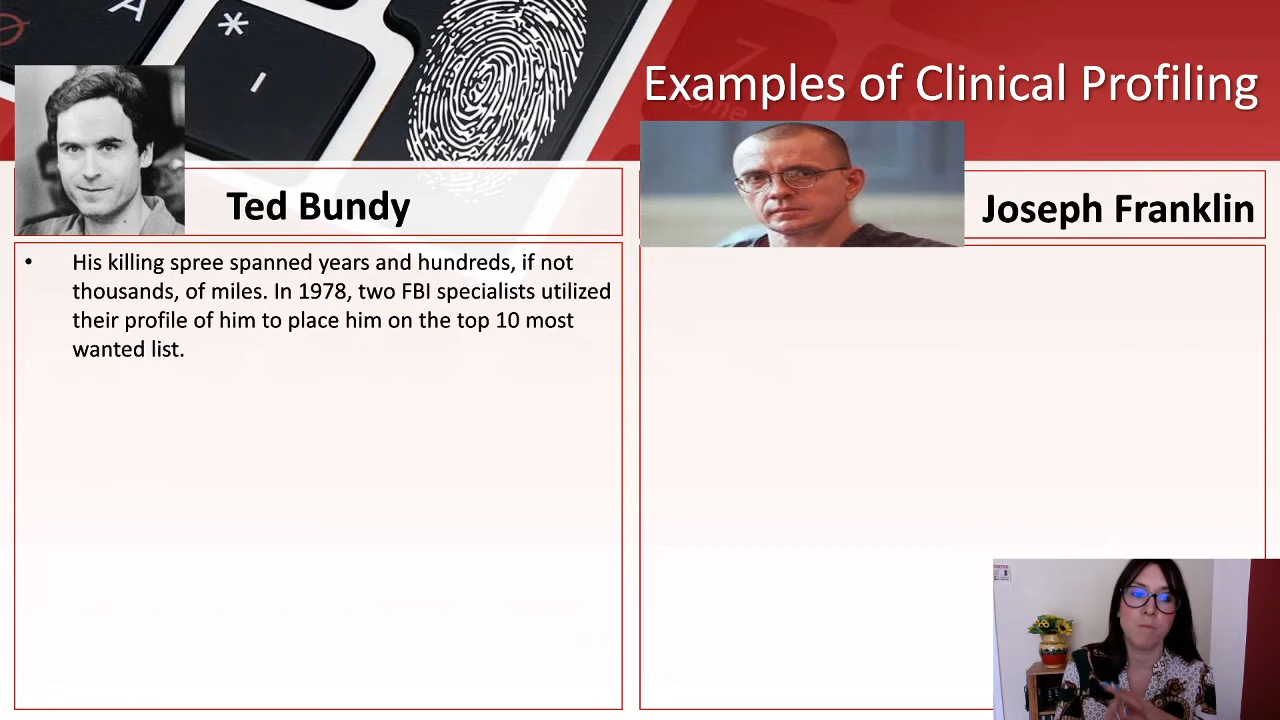 Examples of Clinical Profiling
Ted Bundy
• His killing spree spanned years and hundreds, if not
thousands, of miles. In 1978, two FBI specialists utilized
their profile of him to place him on the top 10 most
wanted list.
Joseph Franklin
A
*
Z
Home